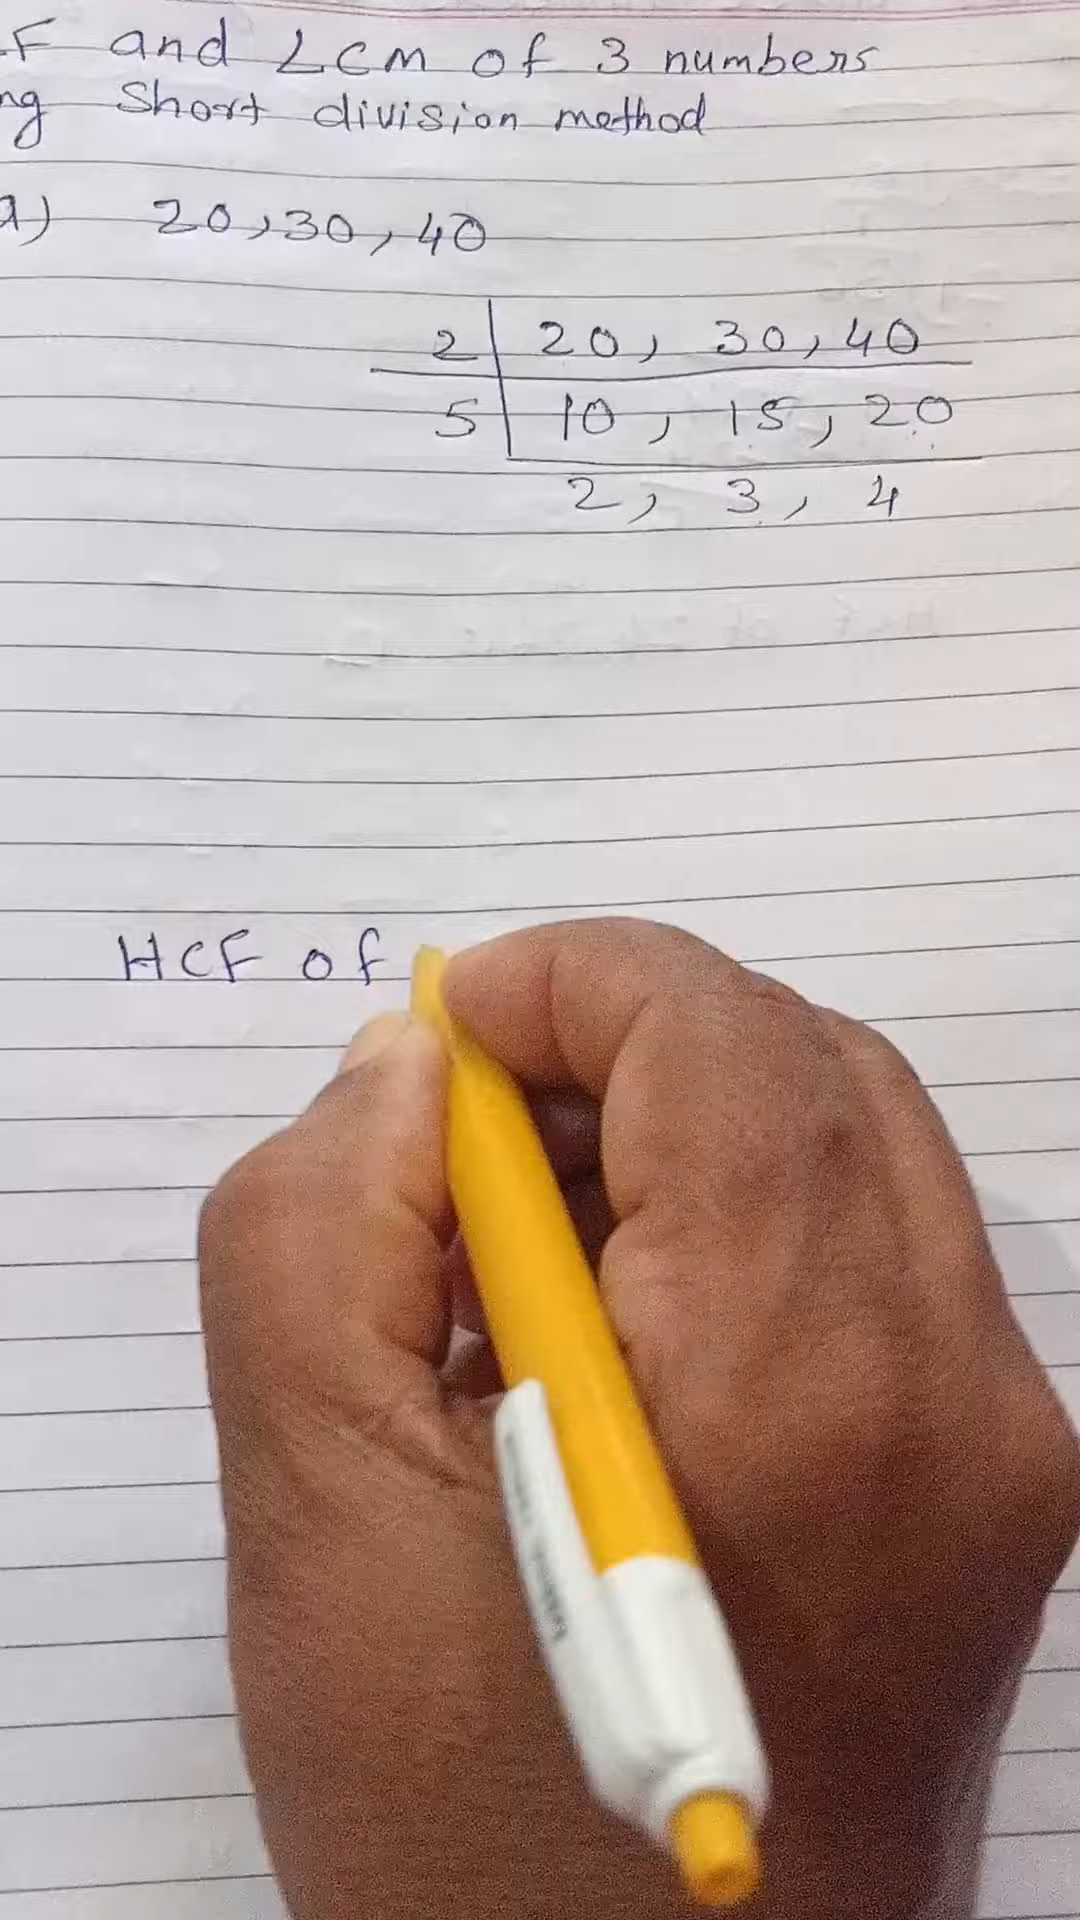 F and LCM of 3 numbers
ng Short division method
a) 20, 30, 40
2 20, 30, 40
5 10, 15, 20
2, 3, 4
HCF of